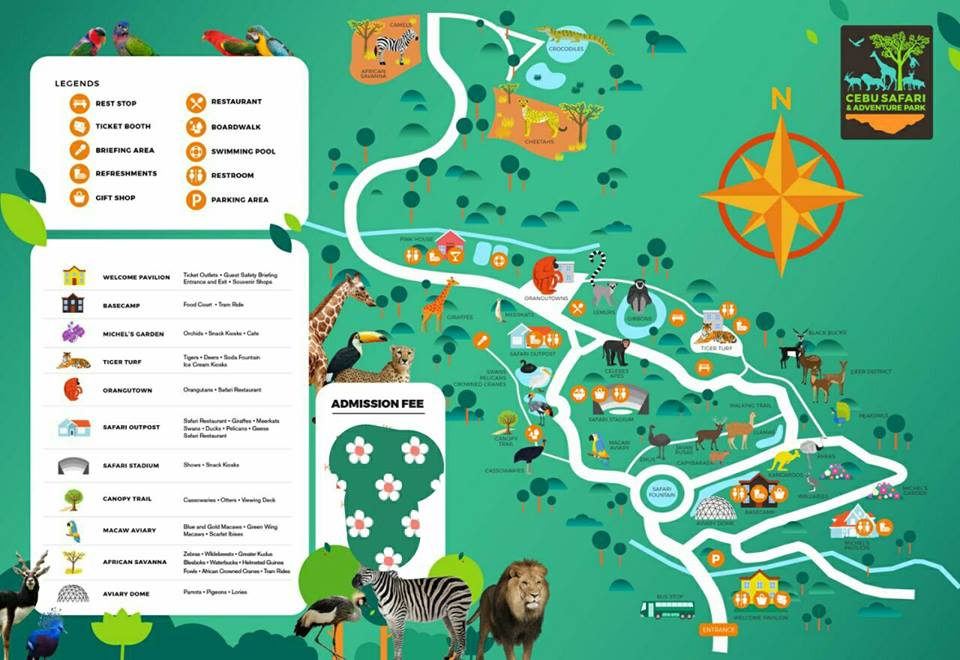 LEGENDS
REST STOP
TICKET BOOTH
BRIEFING AREA
REFRESHMENTS
GIFT SHOP
RESTAURANT
BOARDWALK
SWIMMING POOL
RESTROOM
P PARKING AREA
WELCOME PAVILION
Ticket Outlets • Guest Safety Briefing
Entrance and Exit • Souvenir Shops
BASECAMP
Food Court • Tram Ride
MICHEL'S GARDEN
Orchids • Snack Kiosks • Cafe
TIGER TURF
Tigers • Deers • Soda Fountain
Ice Cream Kiosks
ORANGUTOWN
Orangutans • Safari Restaurant
SAFARI OUTPOST
Safari Restaurant • Giraffes • Meerkats
Swans • Ducks • Pelicans • Geese
Safari Restaurant
SAFARI STADIUM
Shows • Snack Kiosks
CANOPY TRAIL
Cassowaries • Otters • Viewing Deck
MACAW AVIARY
Blue and Gold Macaws • Green Wing
Macaws • Scarlet Ibises
AFRICAN SAVANNA
Zebras • Wildebeests • Greater Kudus
Blesboks • Waterbucks • Helmeted Guinea
Fowls • African Crowned Cranes • Tram Rides
AVIARY DOME
Parrots • Pigeons • Lories
ADMISSION FEE
CAMELS
AFRICAN
SAVANNA
CROCODILES
CHEETAHS
N
CEBU SAFARI
& ADVENTURE PARK
PINK HOUSE
ORANGUTOWNS
LEMURS
GIBBONS
GIRAFFES
MEERKATS
SAFARI OUTPOST
TIGER TURF
BLACK BUCKS
DEER DISTRICT
CELEBES
APES
SWANS
PELICANS
CROWNED CRANES
SAFARI STADIUM
WALKING TRAIL
PEAFOWLS
CANOPY
TRAIL
MACAW
AVIARY
EMUS
LLAMAS
CAPYBARAS
RHEAS
CASSOWARIES
KANGAROOS
WALLABIES
SAFARI
FOUNTAIN
AVIARY DOME
BASECAMP
MICHEL'S
GARDEN
MICHEL'S
PAVILION
P
BUS STOP
WELCOME PAVILION
ENTRANCE